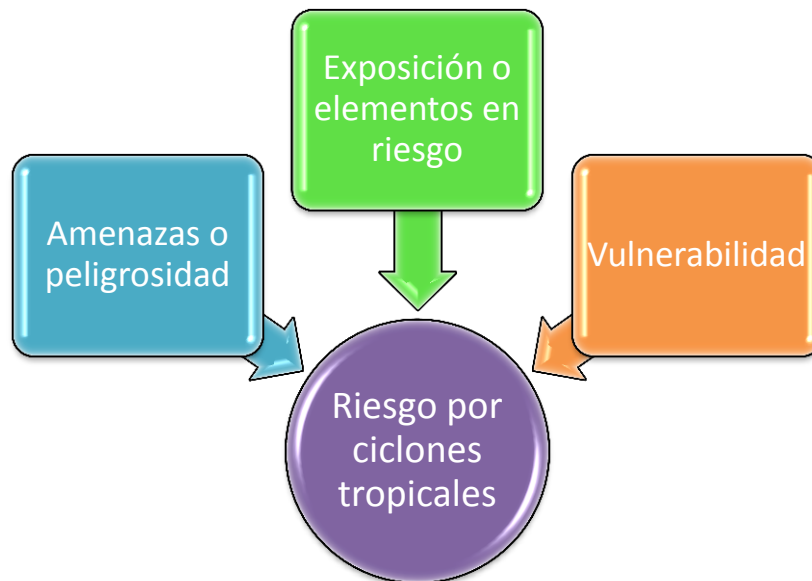 Exposición o
elementos en
riesgo
Amenazas o
peligrosidad
Vulnerabilidad
Riesgo por
ciclones
tropicales